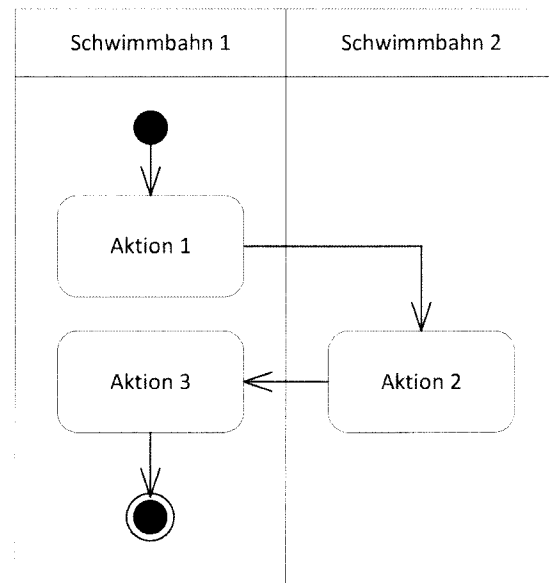 Schwimmbahn 1
Schwimmbahn 2
Aktion 1
Aktion 3
Aktion 2